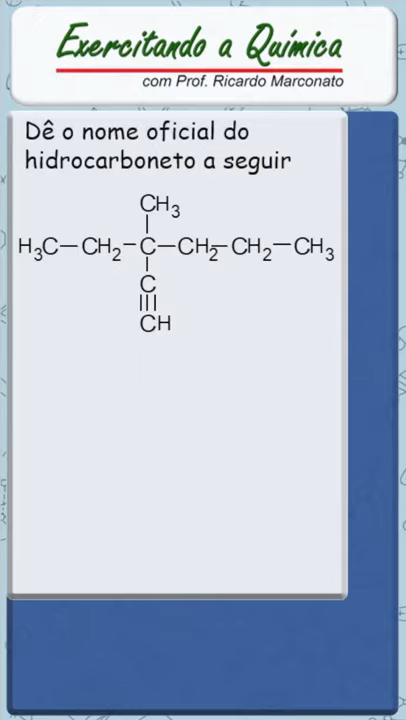 Exercitando a Química
com Prof. Ricardo Marconato
Dê o nome oficial do
hidrocarboneto a seguir
CH3
H3C—CH2—C—CH2—CH2—CH3
C
|||
CH